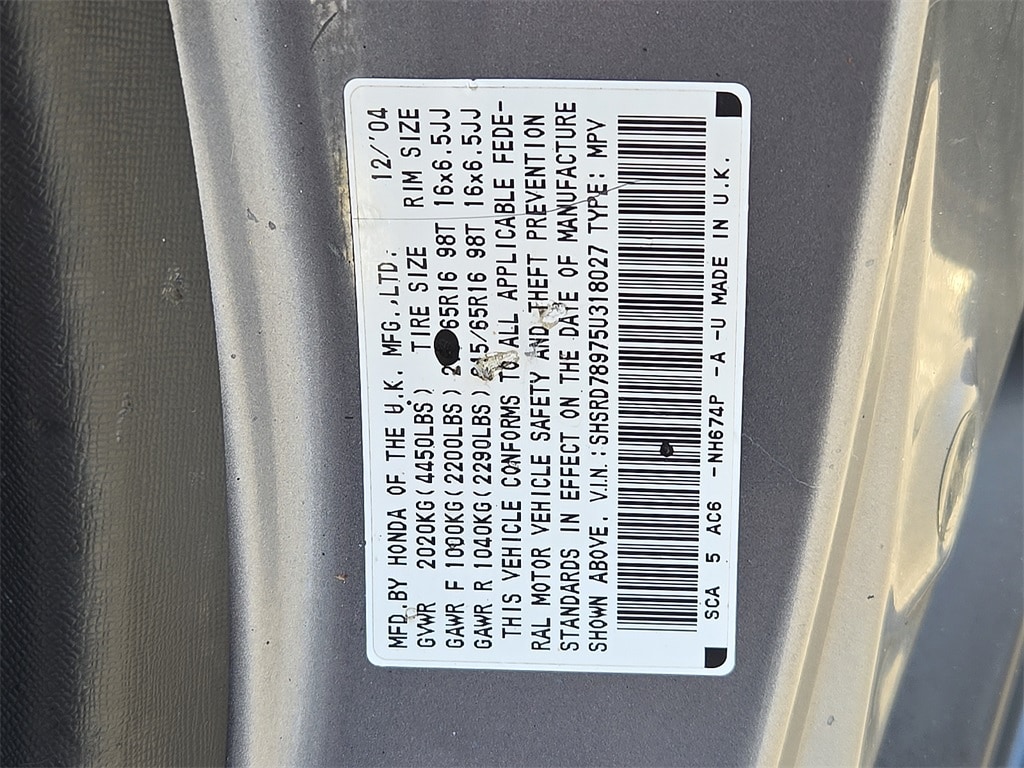 12/'04
MFD. BY HONDA OF THE U.K. MFG.,LTD.
GVWR 2020KG(4450LBS) TIRE SIZE RIM SIZE
GAWR F 1000KG(2200LBS) 65R16 98T 16x6.5JJ
GAWR R 1040KG(2290LBS) 215/65R16 98T 16x6.5JJ
THIS VEHICLE CONFORMS TO ALL APPLICABLE FEDE-
RAL MOTOR VEHICLE SAFETY AND THEFT PREVENTION
STANDARDS IN EFFECT ON THE DATE OF MANUFACTURE
SHOWN ABOVE. V.I.N.:SHSRD78975U318027 TYPE: MPV
SCA 5 AC6 -NH674P -A -U MADE IN U.K.